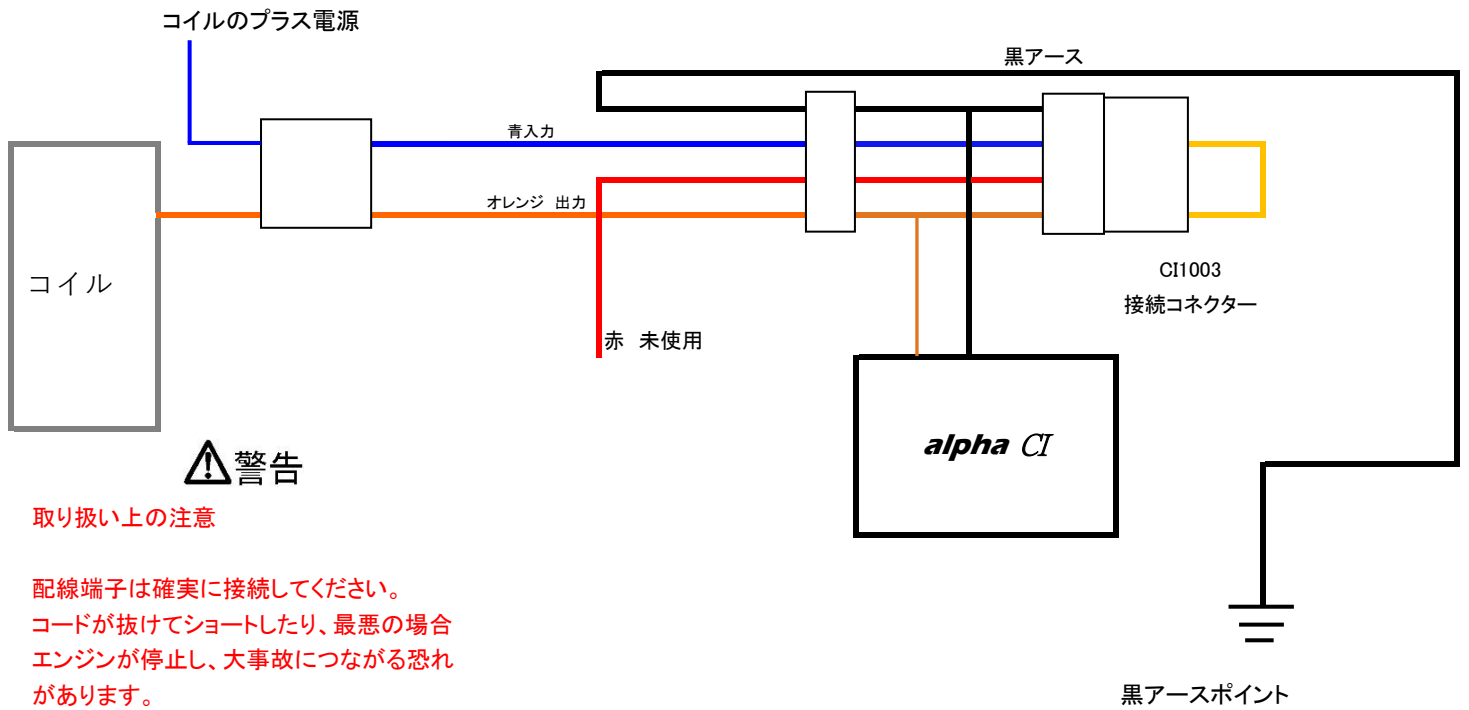 コイルのプラス電源
黒アース
青入力
オレンジ 出力
コイル
CI1003
接続コネクター
赤 未使用
alpha CI
警告
取り扱い上の注意
配線端子は確実に接続してください。
コードが抜けてショートしたり、最悪の場合
エンジンが停止し、大事故につながる恐れ
があります。
黒アースポイント